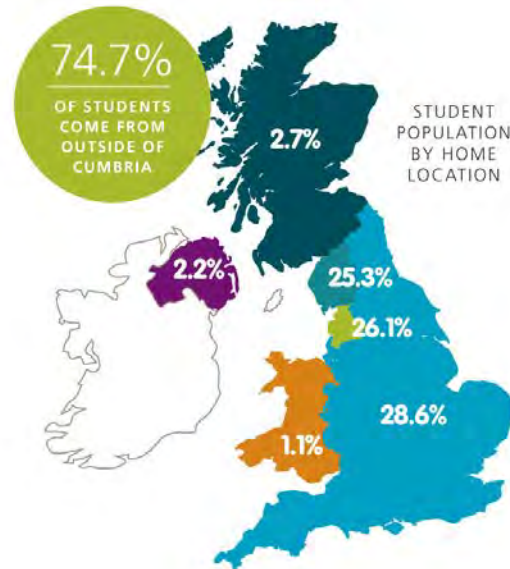 74.7%
OF STUDENTS
COME FROM
OUTSIDE OF
CUMBRIA
STUDENT
POPULATION
BY HOME
LOCATION
2.7%
2.2%
25.3%
26.1%
28.6%
1.1%